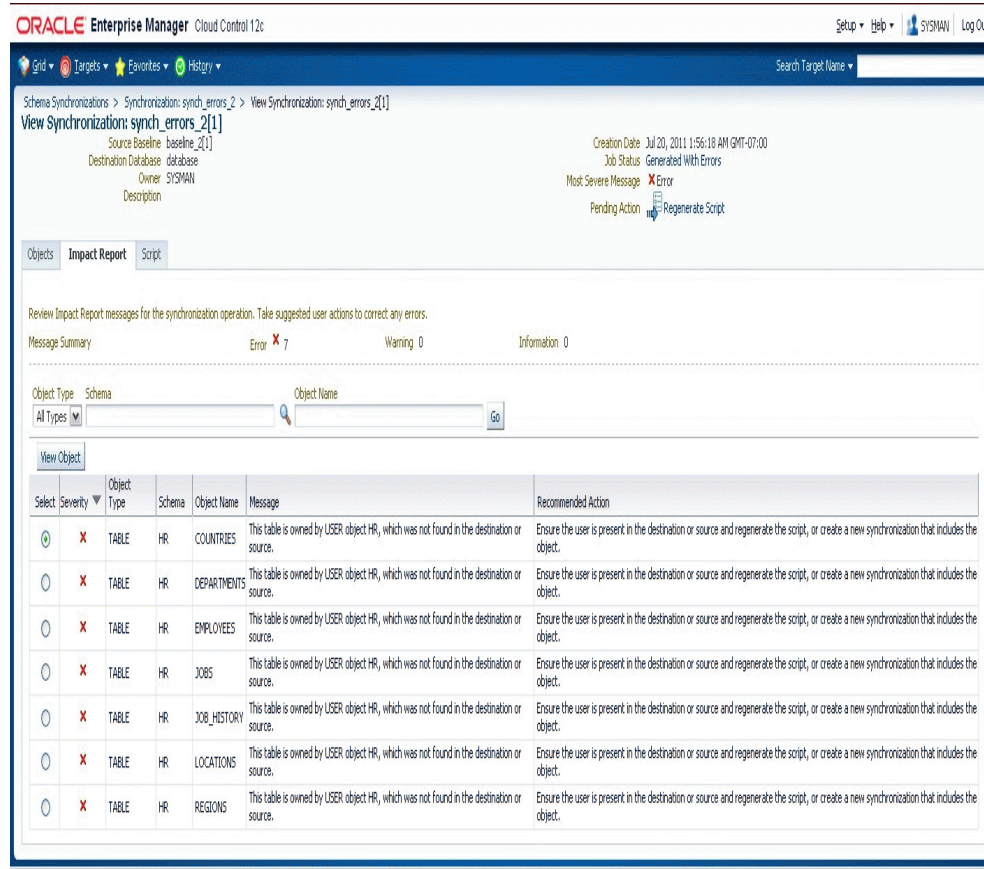 ORACLE Enterprise Manager Cloud Control 12c
Setup Help SYSMAN Log Ou
Grid Targets Favorites History Search Target Name
Schema Synchronizations > Synchronization: synch_errors_2 > View Synchronization: synch_errors_2[1]
View Synchronization: synch_errors_2[1]
Source Baseline baseline_2[1]
Destination Database database
Owner SYSMAN
Description
Creation Date Jul 20, 2011 1:56:18 AM GMT-07:00
Job Status Generated With Errors
Most Severe Message Error
Pending Action Regenerate Script
Objects Impact Report Script
Review Impact Report messages for the synchronization operation. Take suggested user actions to correct any errors.
Message Summary Error 7 Warning 0 Information 0
Object Type Schema Object Name
All Types Go
View Object
Select Severity Object Type Schema Object Name Message Recommended Action
TABLE HR COUNTRIES This table is owned by USER object HR, which was not found in the destination or source. Ensure the user is present in the destination or source and regenerate the script, or create a new synchronization that includes the object.
TABLE HR DEPARTMENTS This table is owned by USER object HR, which was not found in the destination or source. Ensure the user is present in the destination or source and regenerate the script, or create a new synchronization that includes the object.
TABLE HR EMPLOYEES This table is owned by USER object HR, which was not found in the destination or source. Ensure the user is present in the destination or source and regenerate the script, or create a new synchronization that includes the object.
TABLE HR JOBS This table is owned by USER object HR, which was not found in the destination or source. Ensure the user is present in the destination or source and regenerate the script, or create a new synchronization that includes the object.
TABLE HR JOB_HISTORY This table is owned by USER object HR, which was not found in the destination or source. Ensure the user is present in the destination or source and regenerate the script, or create a new synchronization that includes the object.
TABLE HR LOCATIONS This table is owned by USER object HR, which was not found in the destination or source. Ensure the user is present in the destination or source and regenerate the script, or create a new synchronization that includes the object.
TABLE HR REGIONS This table is owned by USER object HR, which was not found in the destination or source. Ensure the user is present in the destination or source and regenerate the script, or create a new synchronization that includes the object.